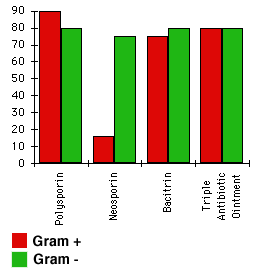 90
80
70
60
50
40
30
20
10
0
Polysporin
Neosporin
Bacitrin
Triple
Antibiotic
Ointment
Gram +
Gram -